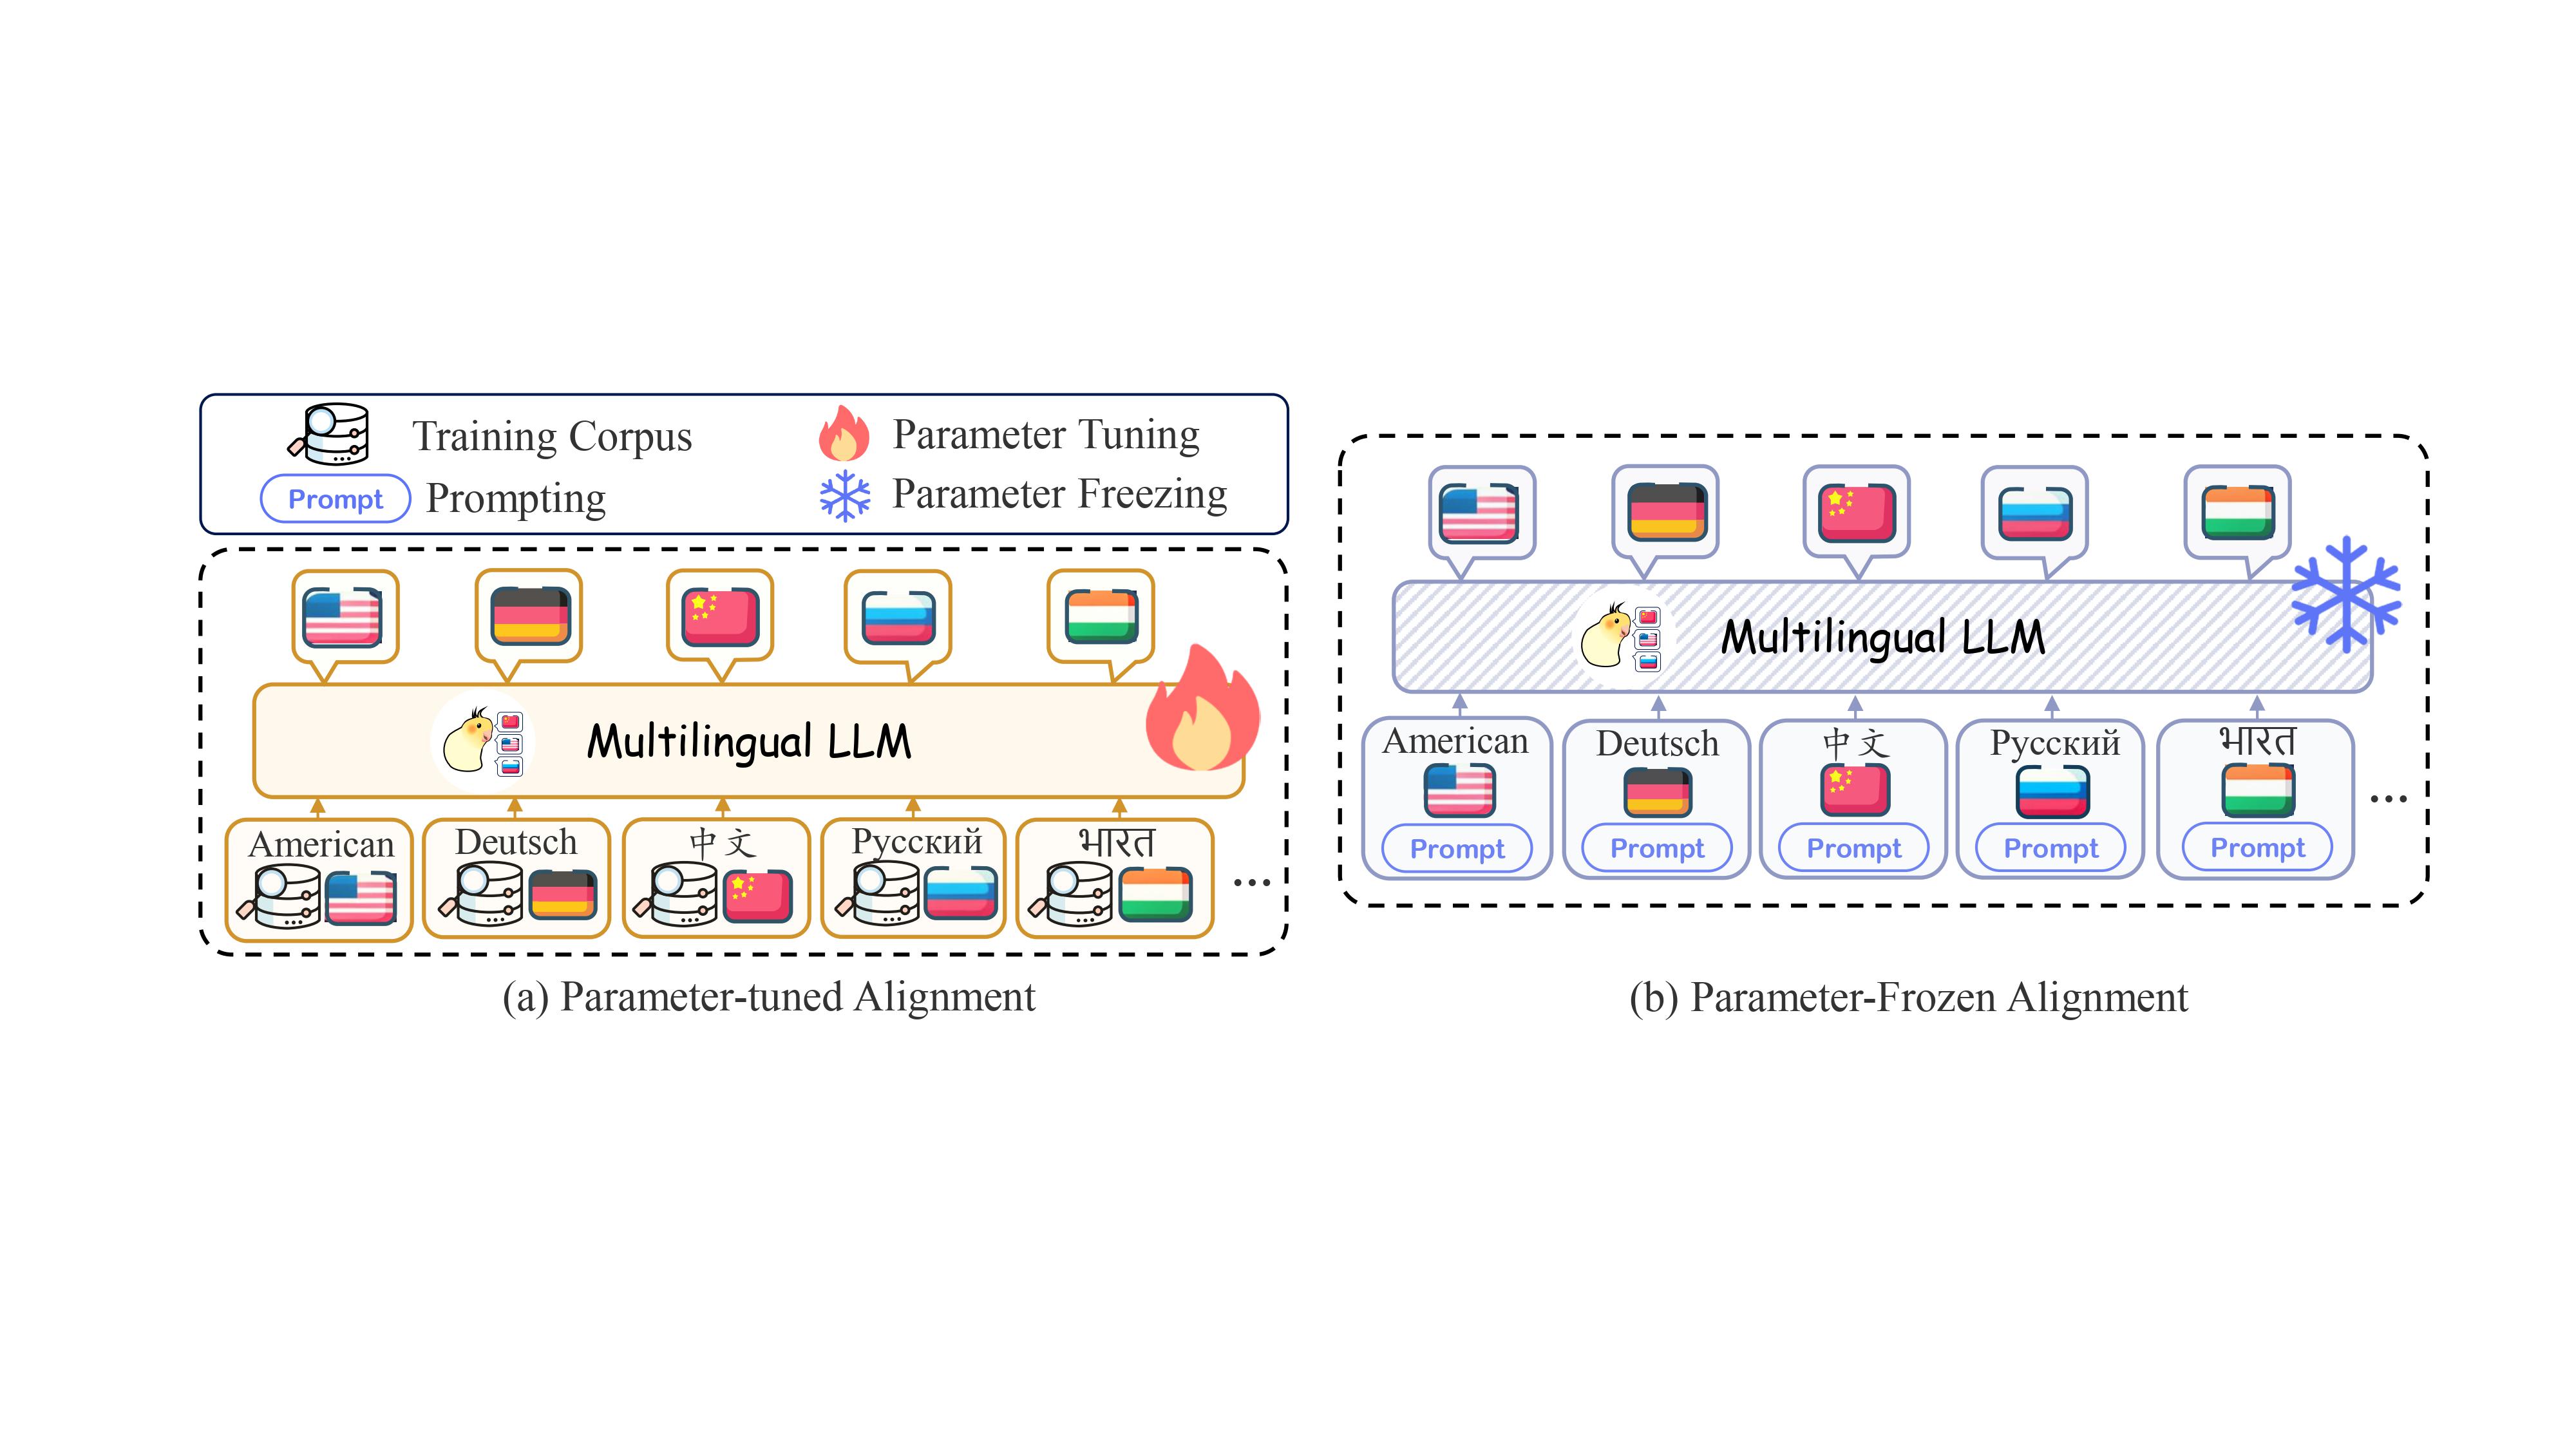 Training Corpus
Parameter Tuning
Prompt Prompting
Parameter Freezing
Multilingual LLM
American
Deutsch
中文
Русский
भारत
...
(a) Parameter-tuned Alignment
Multilingual LLM
American
Deutsch
中文
Русский
भारत
Prompt
Prompt
Prompt
Prompt
Prompt
...
(b) Parameter-Frozen Alignment